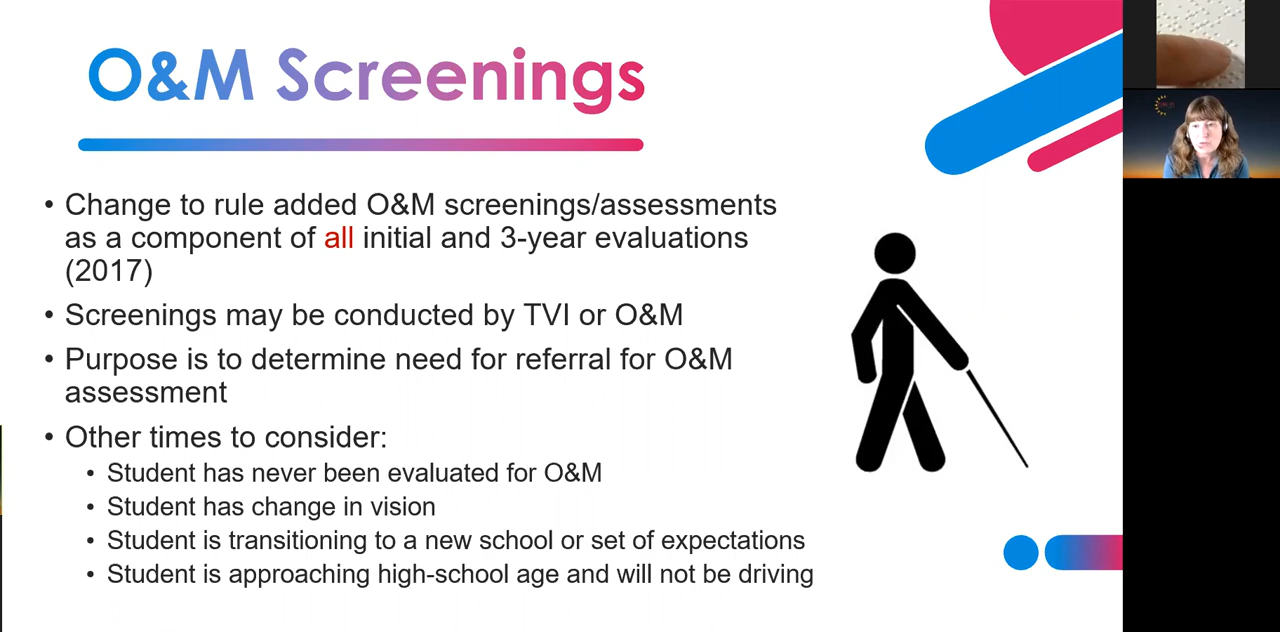 O&M Screenings
• Change to rule added O&M screenings/assessments
as a component of all initial and 3-year evaluations
(2017)
• Screenings may be conducted by TVI or O&M
• Purpose is to determine need for referral for O&M
assessment
• Other times to consider:
• Student has never been evaluated for O&M
• Student has change in vision
• Student is transitioning to a new school or set of expectations
• Student is approaching high-school age and will not be driving